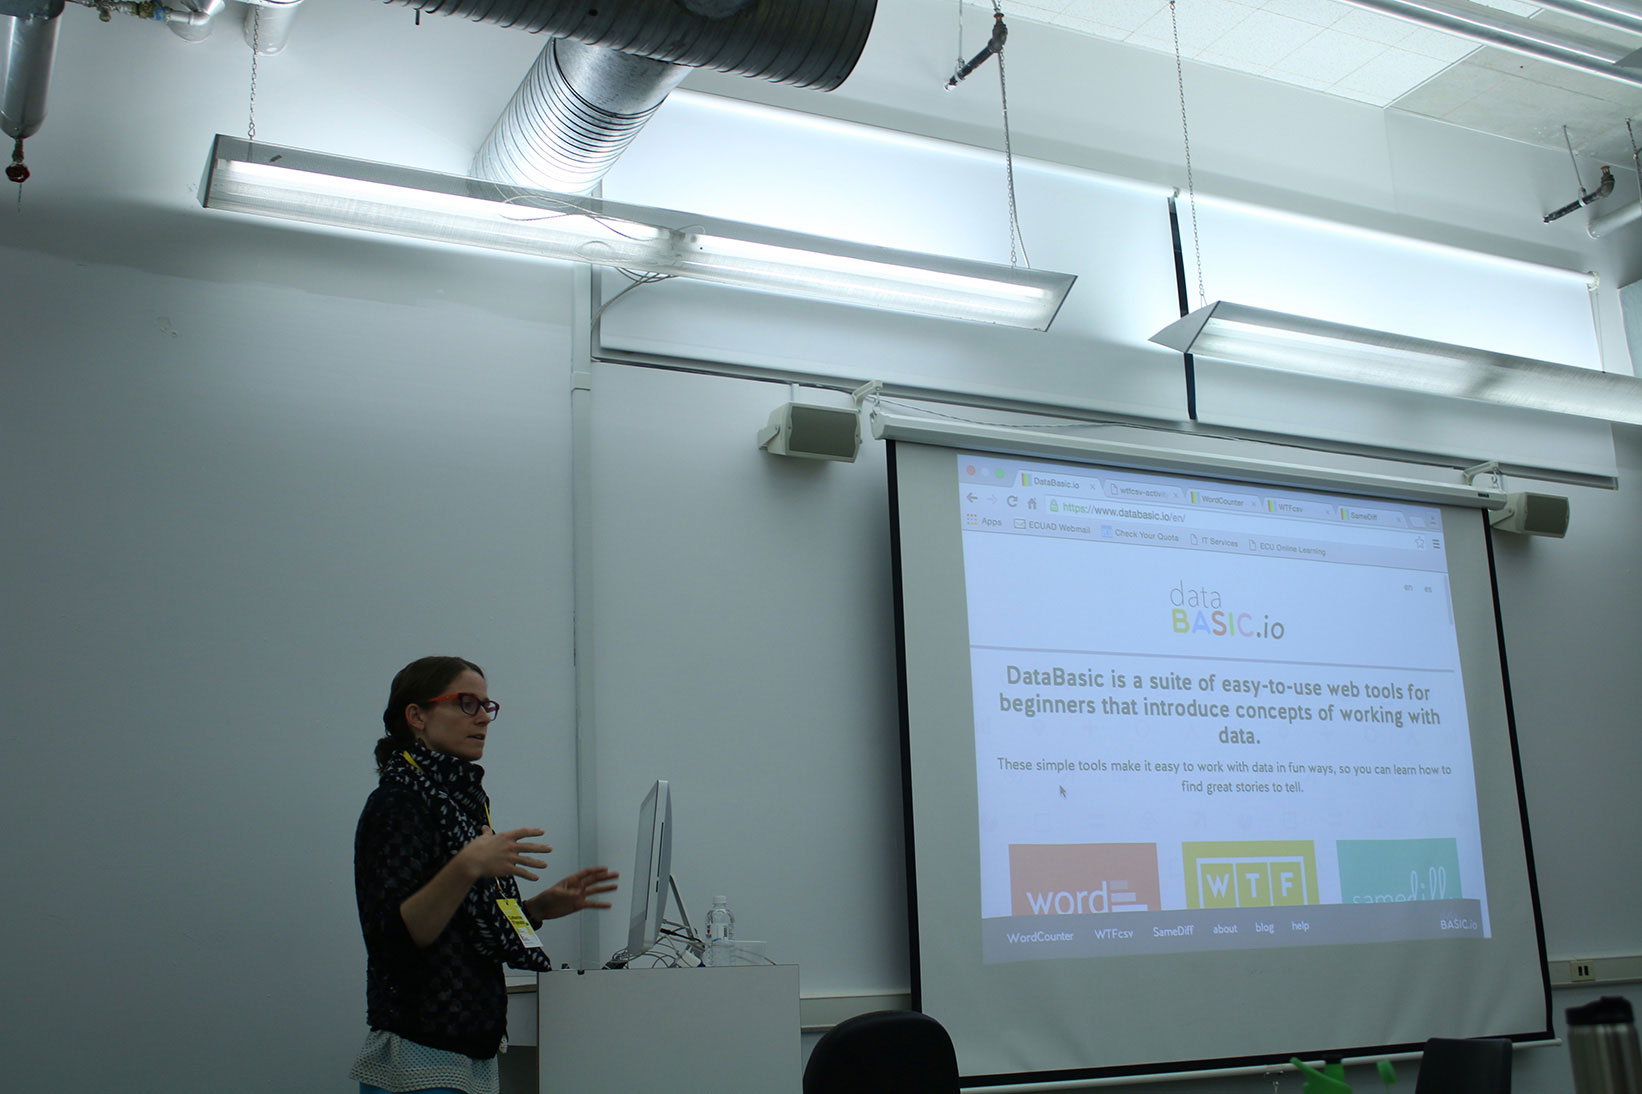 DataBasic.io
wtfcsv-activit
WordCounter
WTFcsv
SameDiff
https://www.databasic.io/en/
Apps ECUAD Webmail Check Your Quota IT Services ECU Online Learning
en es
data
BASIC.io
DataBasic is a suite of easy-to-use web tools for
beginners that introduce concepts of working with
data.
These simple tools make it easy to work with data in fun ways, so you can learn how to
find great stories to tell.
word
WTF
samediff
WordCounter WTFcsv SameDiff about blog help
BASIC.io